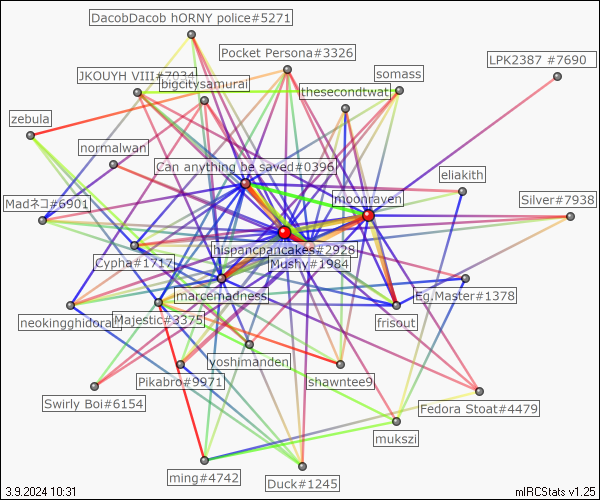 DacobDacob hORNY police#5271
Pocket Persona#3326
LPK2387 #7690
JKOUYH VIII#7934
somass
bigcitysamurai
thesecondtwat
zebula
normalwan
Can anything be saved#0396
eliakith
moonraven
Silver#7938
Madネコ#6901
hispancpancakes#2928
Cypha#1717
Mushy#1984
marcemadness
Eg.Master#1378
neokingghidorah
Majestic#3375
frisout
yoshimanden
Pikabro#9971
shawntee9
Swirly Boi#6154
Fedora Stoat#4479
mukszi
ming#4742
Duck#1245
3.9.2024 10:31
mIRCStats v1.25